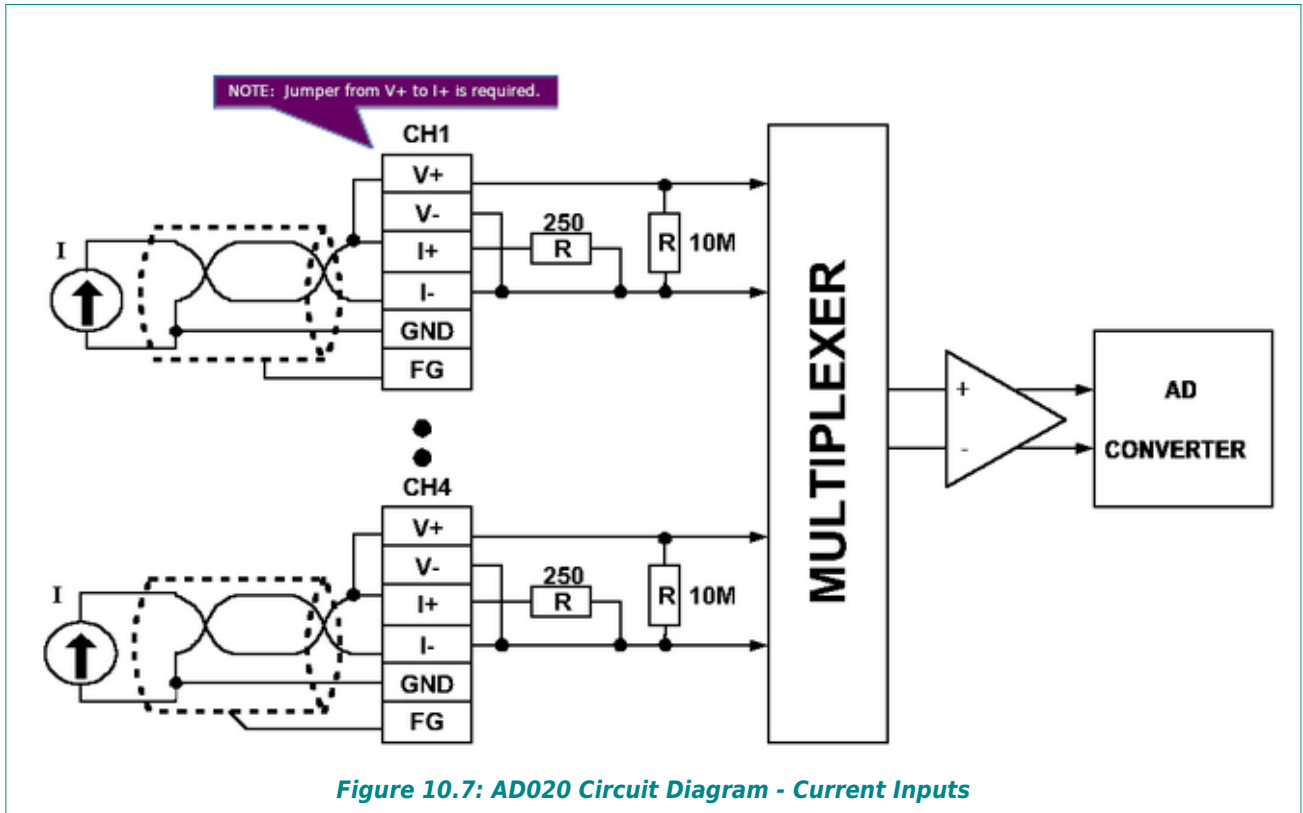 NOTE: Jumper from V+ to I+ is required.
CH1
V+
V-
I+
I-
GND
FG
I
250
R
R
10M
MULTIPLEXER
+
-
AD
CONVERTER
CH4
V+
V-
I+
I-
GND
FG
I
250
R
R
10M
Figure 10.7: AD020 Circuit Diagram - Current Inputs